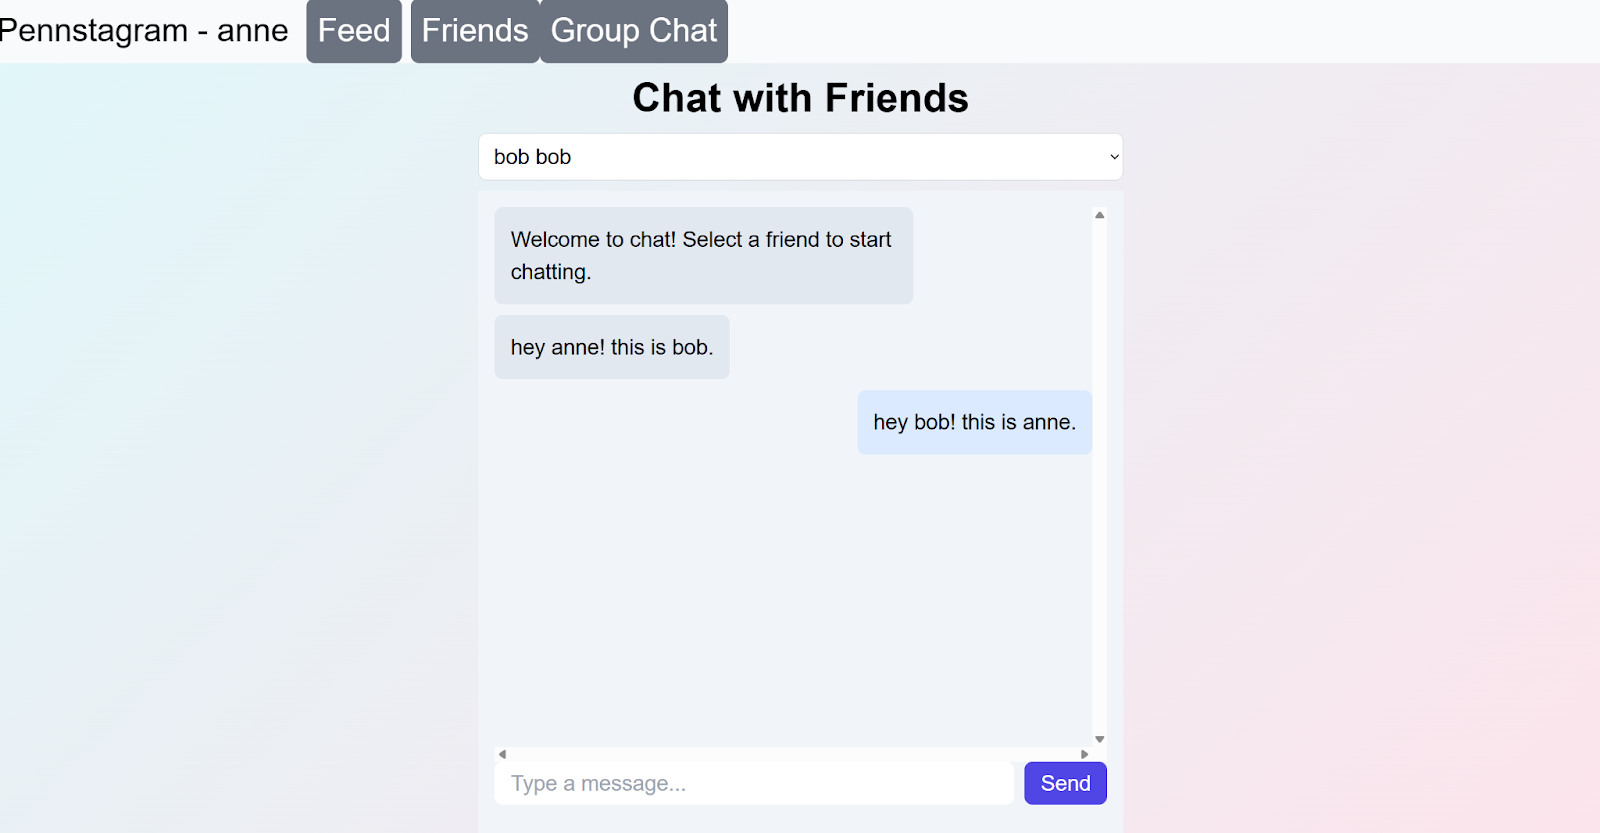 Pennstagram - anne Feed Friends Group Chat
Chat with Friends
bob bob
Welcome to chat! Select a friend to start
chatting.
hey anne! this is bob.
hey bob! this is anne.
Type a message... Send